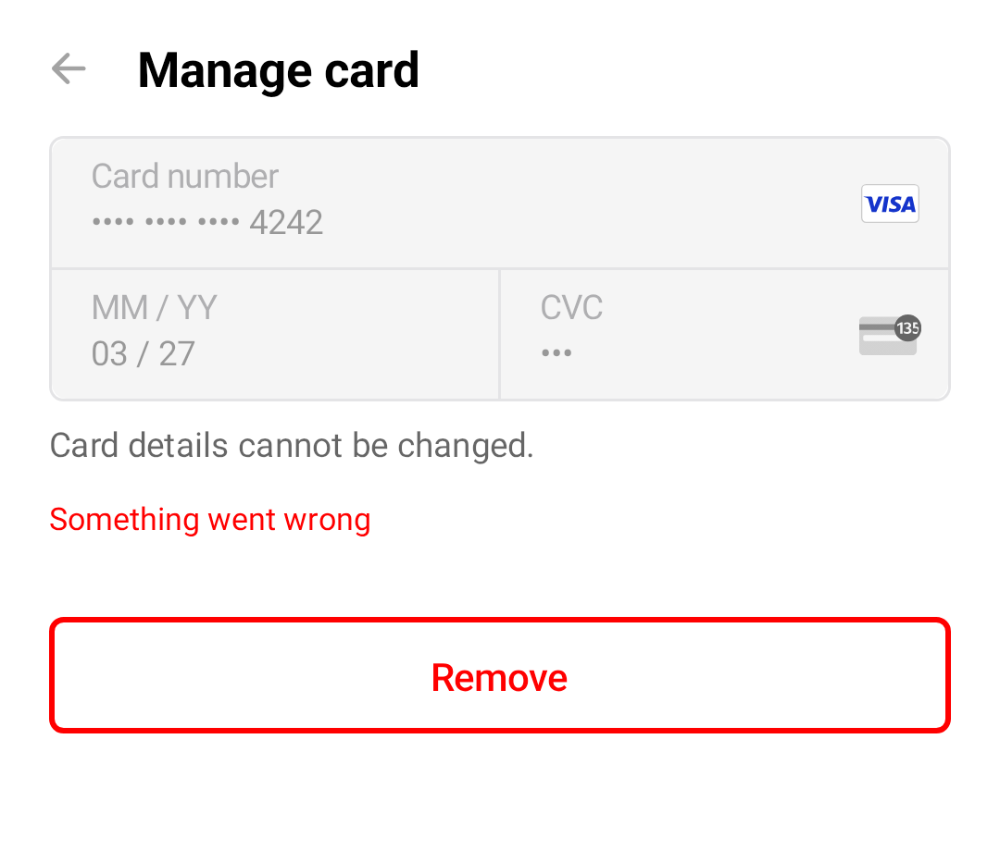 Manage card
Card number
•••• •••• •••• 4242
VISA
MM / YY
03 / 27
CVC
•••
135
Card details cannot be changed.
Something went wrong
Remove